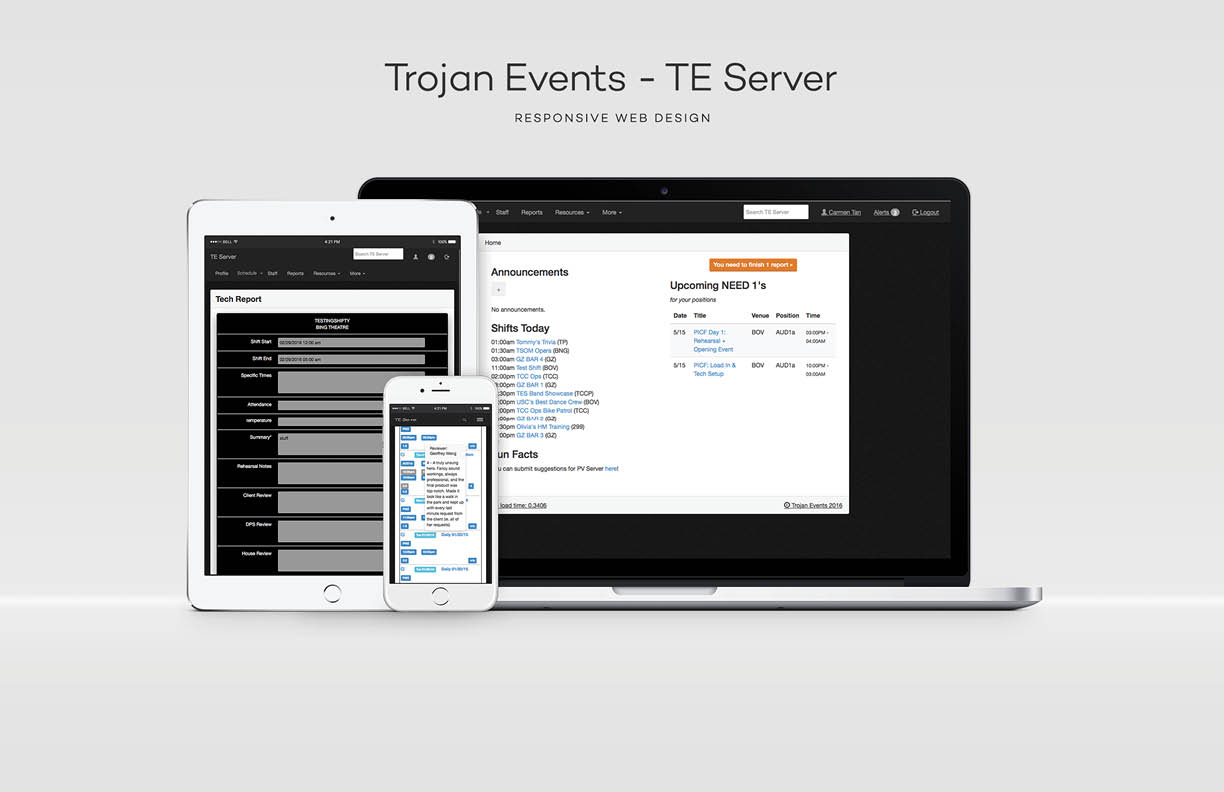 Trojan Events - TE Server
RESPONSIVE WEB DESIGN
Staff Reports Resources More
Search TE Server
Carmen Tan
Alerts
Logout
Home
Announcements
+
No announcements.
Shifts Today
01:00am Tommy's Trivia (TP)
01:30am TSOM Opera (BNG)
03:00am GZ BAR 4 (GZ)
11:00am Test Shift (BOV)
02:00pm TCC Ops (TCC)
:00pm GZ BAR 1 (GZ)
:30pm TES Band Showcase (TCCP)
:00pm USC's Best Dance Crew (BOV)
:00pm TCC Ops Bike Patrol (TCC)
:00pm GZ BAR 2 (GZ)
:30pm Olivia's HM Training (299)
:00pm GZ BAR 3 (GZ)
un Facts
u can submit suggestions for PV Server here!
load time: 0.3406
Trojan Events 2016
You need to finish 1 report »
Upcoming NEED 1's
for your positions
Date Title Venue Position Time
5/15 PICF Day 1: BOV AUD1a 03:00PM -
Rehearsal + 04:00AM
Opening Event
5/15 PICF: Load In & BOV AUD1a 10:00PM -
Tech Setup 03:00AM
BELL 4:21 PM 100%
TE Server
Search TE Server
Profile Schedule Staff Reports Resources More
Tech Report
TESTINGSHIFTY
BING THEATRE
Shift Start 02/29/2016 12:00 am
Shift End 02/29/2016 05:00 am
Specific Times
Attendance
temperature
Summary*
stuff
Rehearsal Notes
Client Review
DPS Review
House Review
BELL 4:21 PM 100%
TE Server
Reviewer:
Geoffrey Wang
4 - A truly unsung
hero. Fancy sound
workings, always
professional, and the
final product was
top notch. Made it
look like a walk in
the park and kept up
with every last
minute request from
the client (ie. all of
her requests)
Daily 01/30/15
Daily 01/30/15